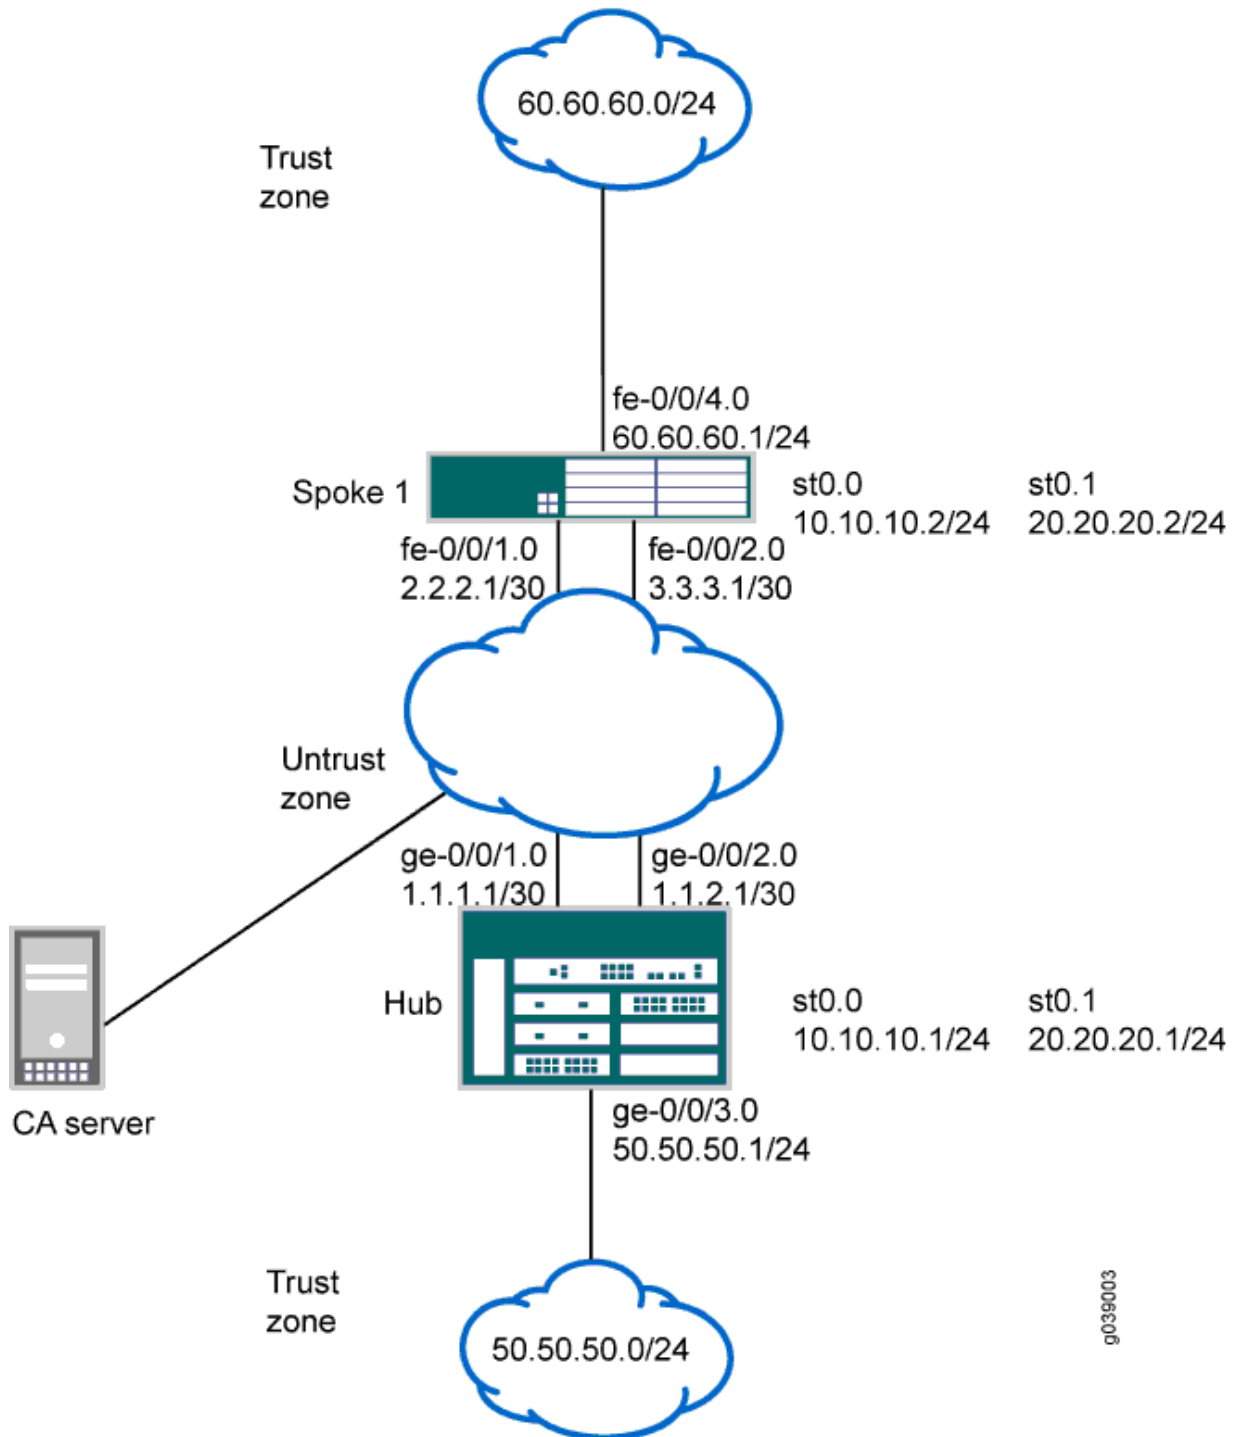 60.60.60.0/24
Trust
zone
fe-0/0/4.0
60.60.60.1/24
Spoke 1
st0.0
10.10.10.2/24
st0.1
20.20.20.2/24
fe-0/0/1.0
2.2.2.1/30
fe-0/0/2.0
3.3.3.1/30
Untrust
zone
ge-0/0/1.0
1.1.1.1/30
ge-0/0/2.0
1.1.2.1/30
Hub
st0.0
10.10.10.1/24
st0.1
20.20.20.1/24
CA server
ge-0/0/3.0
50.50.50.1/24
Trust
zone
50.50.50.0/24
g039003